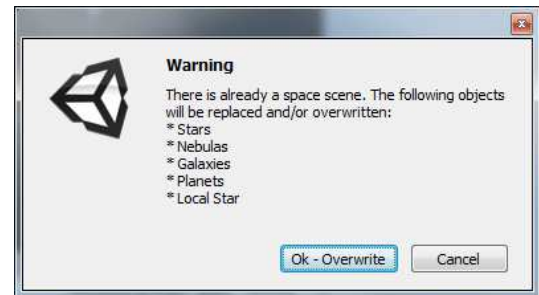 Warning
There is already a space scene. The following objects
will be replaced and/or overwritten:
* Stars
* Nebulas
* Galaxies
* Planets
* Local Star
Ok - Overwrite
Cancel